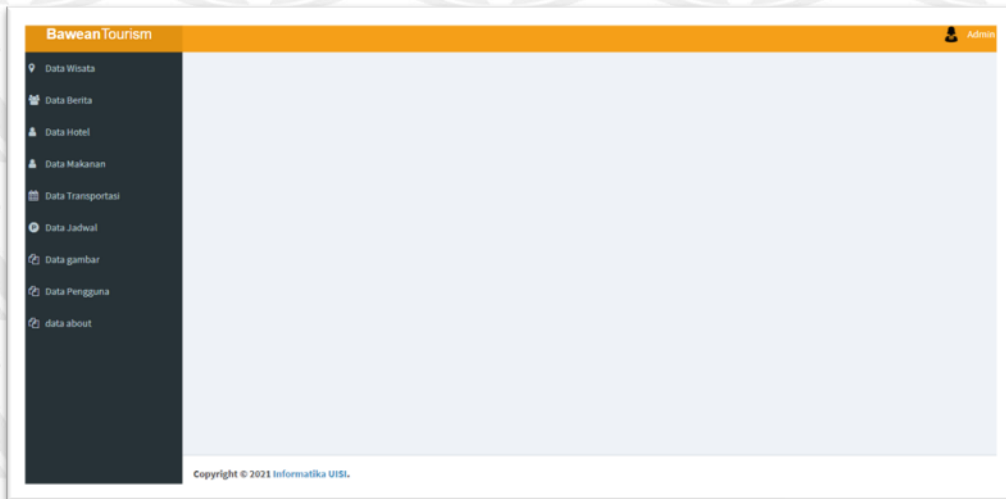 BaweanTourism
Admin
Data Wisata
Data Berita
Data Hotel
Data Makanan
Data Transportasi
Data Jadwal
Data gambar
Data Pengguna
data about
Copyright © 2021 Informatika UISI.